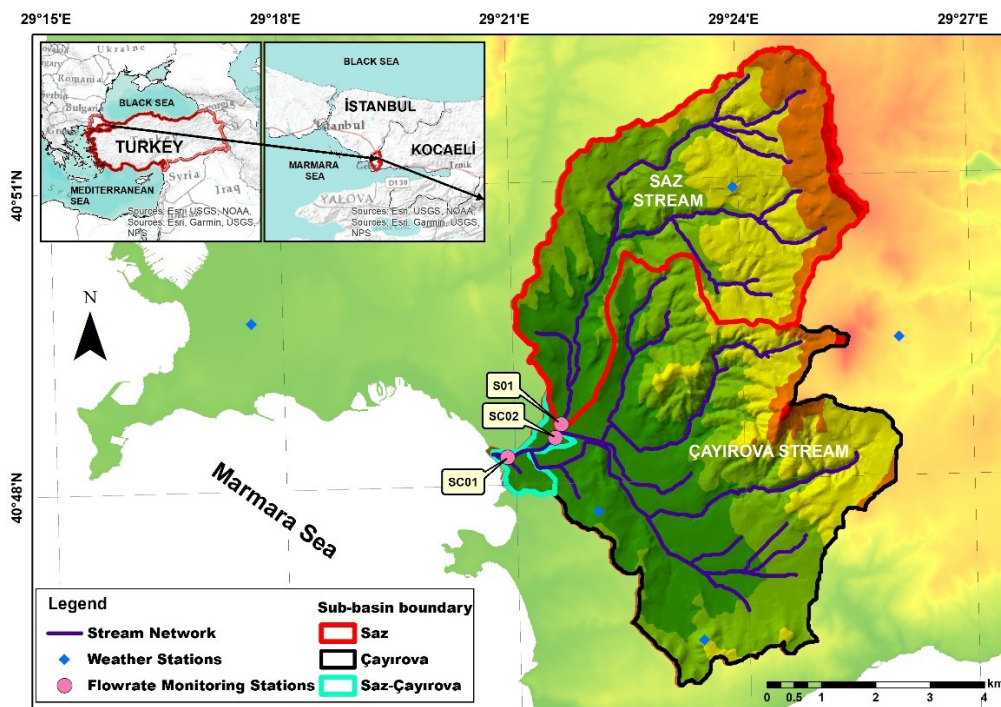 29°15'E
29°18'E
29°21'E
29°24'E
29°27'E
40°51'N
40°48'N
Ukraine
Romania
Serbia
Bulgaria
BLACK SEA
Georgia
TURKEY
Syria
Iraq
MEDITERRANEAN
SEA
Sources: Esri, USGS, NOAA,
Sources: Esri, Garmin, USGS,
NPS
BLACK SEA
İSTANBUL
Istanbul
KOCAELİ
MARMARA
SEA
Iznik
D130
YALOVA
Sources: Esri, USGS, NOAA,
Sources: Esri, Garmin, USGS,
NPS
N
SAZ
STREAM
S01
SC02
SC01
ÇAYIROVA STREAM
Marmara Sea
Legend
Stream Network
Weather Stations
Flowrate Monitoring Stations
Sub-basin boundary
Saz
Çayırova
Saz-Çayırova
km
0 0.5 1 2 3 4